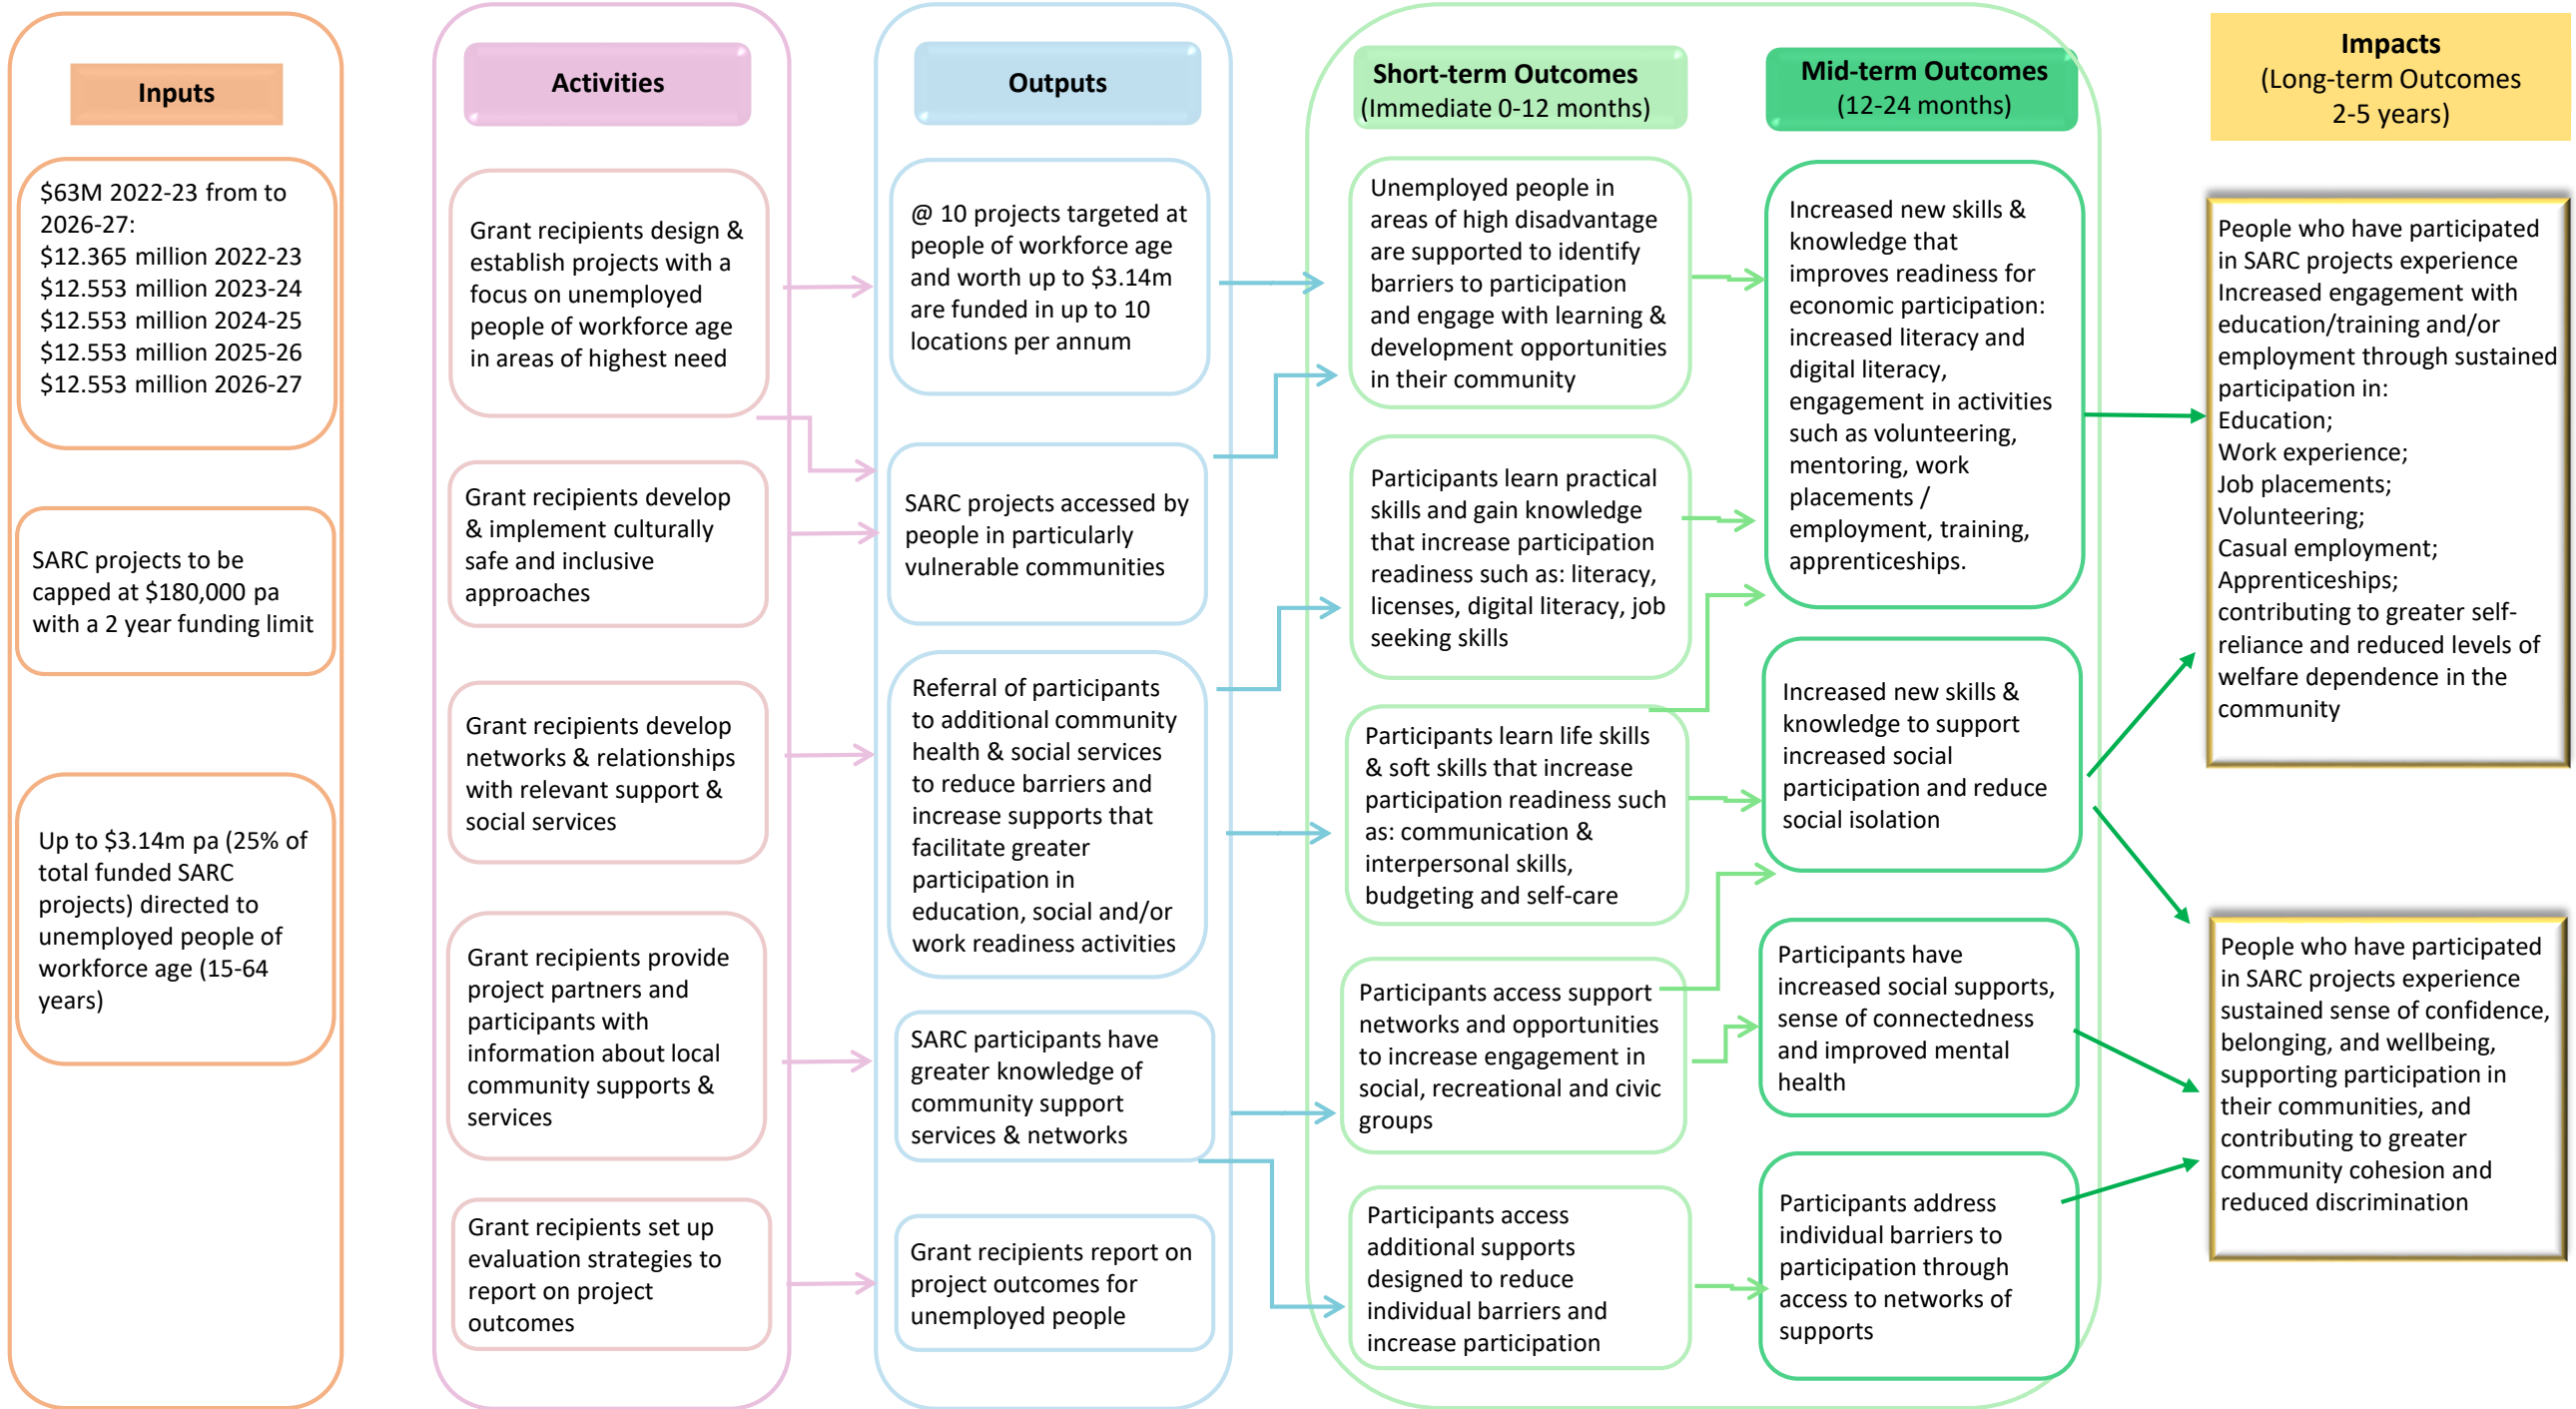 Inputs
$63M 2022-23 from to
2026-27:
$12.365 million 2022-23
$12.553 million 2023-24
$12.553 million 2024-25
$12.553 million 2025-26
$12.553 million 2026-27
SARC projects to be
capped at $180,000 pa
with a 2 year funding limit
Up to $3.14m pa (25% of
total funded SARC
projects) directed to
unemployed people of
workforce age (15-64
years)
Activities
Grant recipients design &
establish projects with a
focus on unemployed
people of workforce age
in areas of highest need
Grant recipients develop
& implement culturally
safe and inclusive
approaches
Grant recipients develop
networks & relationships
with relevant support &
social services
Grant recipients provide
project partners and
participants with
information about local
community supports &
services
Grant recipients set up
evaluation strategies to
report on project
outcomes
Outputs
@ 10 projects targeted at
people of workforce age
and worth up to $3.14m
are funded in up to 10
locations per annum
SARC projects accessed by
people in particularly
vulnerable communities
Referral of participants
to additional community
health & social services
to reduce barriers and
increase supports that
facilitate greater
participation in
education, social and/or
work readiness activities
SARC participants have
greater knowledge of
community support
services & networks
Grant recipients report on
project outcomes for
unemployed people
Short-term Outcomes
(Immediate 0-12 months)
Unemployed people in
areas of high disadvantage
are supported to identify
barriers to participation
and engage with learning &
development opportunities
in their community
Participants learn practical
skills and gain knowledge
that increase participation
readiness such as: literacy,
licenses, digital literacy, job
seeking skills
Participants learn life skills
& soft skills that increase
participation readiness such
as: communication &
interpersonal skills,
budgeting and self-care
Participants access support
networks and opportunities
to increase engagement in
social, recreational and civic
groups
Participants access
additional supports
designed to reduce
individual barriers and
increase participation
Mid-term Outcomes
(12-24 months)
Increased new skills &
knowledge that
improves readiness for
economic participation:
increased literacy and
digital literacy,
engagement in activities
such as volunteering,
mentoring, work
placements /
employment, training,
apprenticeships.
Increased new skills &
knowledge to support
increased social
participation and reduce
social isolation
Participants have
increased social supports,
sense of connectedness
and improved mental
health
Participants address
individual barriers to
participation through
access to networks of
supports
Impacts
(Long-term Outcomes
2-5 years)
People who have participated
in SARC projects experience
Increased engagement with
education/training and/or
employment through sustained
participation in:
Education;
Work experience;
Job placements;
Volunteering;
Casual employment;
Apprenticeships;
contributing to greater self-
reliance and reduced levels of
welfare dependence in the
community
People who have participated
in SARC projects experience
sustained sense of confidence,
belonging, and wellbeing,
supporting participation in
their communities, and
contributing to greater
community cohesion and
reduced discrimination